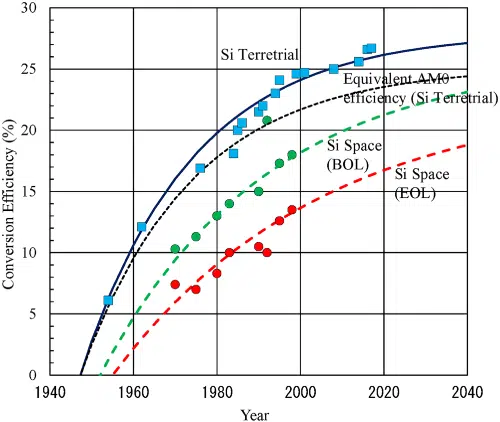 30
25
20
15
10
5
0
Conversion Efficiency (%)
Si Terretrial
Equivalent AM0
efficiency (Si Terretrial)
Si Space
(BOL)
Si Space
(EOL)
1940 1960 1980 2000 2020 2040
Year